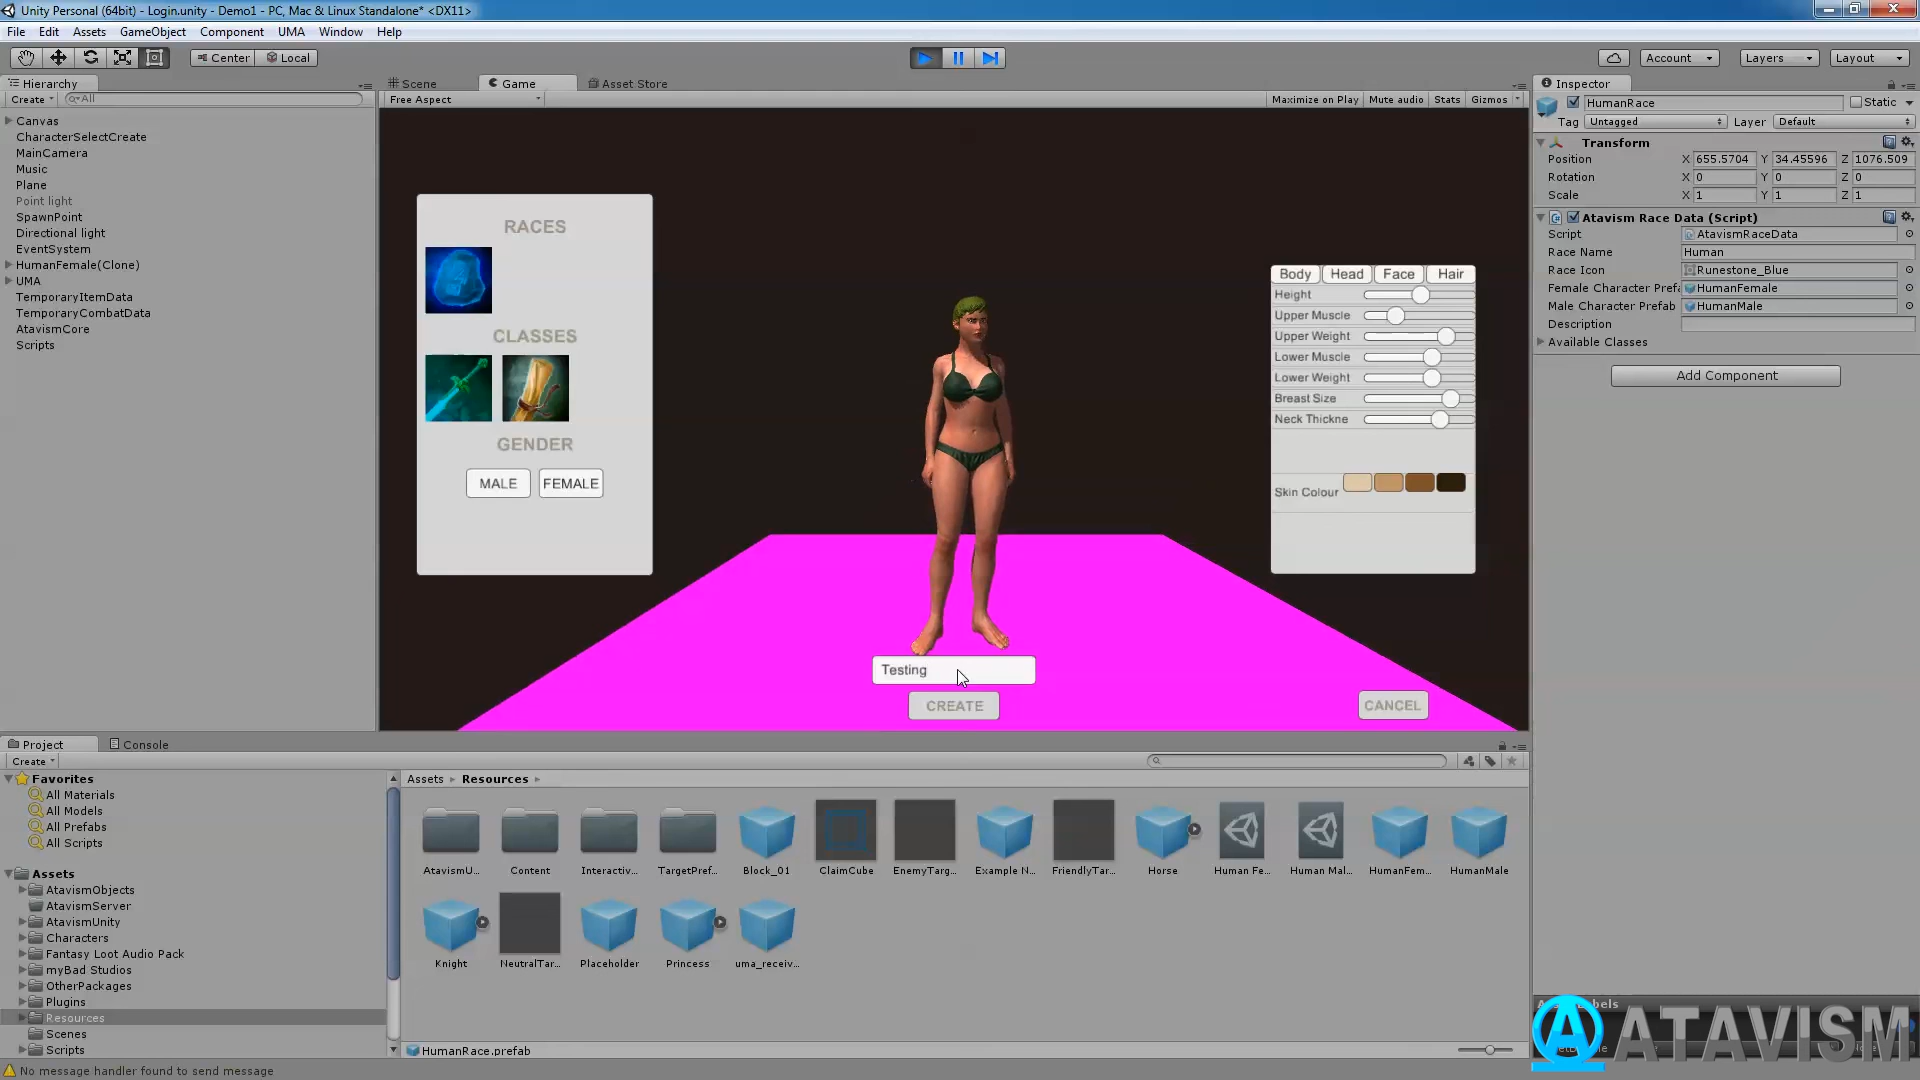 Unity Personal (64bit) - Login.unity - Demo1 - PC, Mac & Linux Standalone* <DX11>
File Edit Assets GameObject Component UMA Window Help
Center Local Account Layers Layout
Hierarchy
Create All
Canvas
CharacterSelectCreate
MainCamera
Music
Plane
Point light
SpawnPoint
Directional light
EventSystem
HumanFemale(Clone)
UMA
TemporaryItemData
TemporaryCombatData
AtavismCore
Scripts
Scene Game Asset Store
Free Aspect Maximize on Play Mute audio Stats Gizmos
RACES
CLASSES
GENDER
MALE FEMALE
Body Head Face Hair
Height
Upper Muscle
Upper Weight
Lower Muscle
Lower Weight
Breast Size
Neck Thickne
Skin Colour
Testing
CREATE
CANCEL
Inspector
HumanRace Static
Tag Untagged Layer Default
Transform
Position X 655.5704 Y 34.45596 Z 1076.509
Rotation X 0 Y 0 Z 0
Scale X 1 Y 1 Z 1
Atavism Race Data (Script)
Script AtavismRaceData
Race Name Human
Race Icon Runestone_Blue
Female Character Prefa HumanFemale
Male Character Prefab HumanMale
Description
Available Classes
Add Component
Project Console
Create
Favorites
All Materials
All Models
All Prefabs
All Scripts
Assets
AtavismObjects
AtavismServer
AtavismUnity
Characters
Fantasy Loot Audio Pack
myBad Studios
OtherPackages
Plugins
Resources
Scenes
Scripts
Assets Resources
AtavismU... Content Interactiv... TargetPref... Block_01 ClaimCube EnemyTarg... Example N... FriendlyTar... Horse Human Fe... Human Mal... HumanFem... HumanMale
Knight NeutralTar... Placeholder Princess uma_receiv...
HumanRace.prefab
ATAVISM
No message handler found to send message